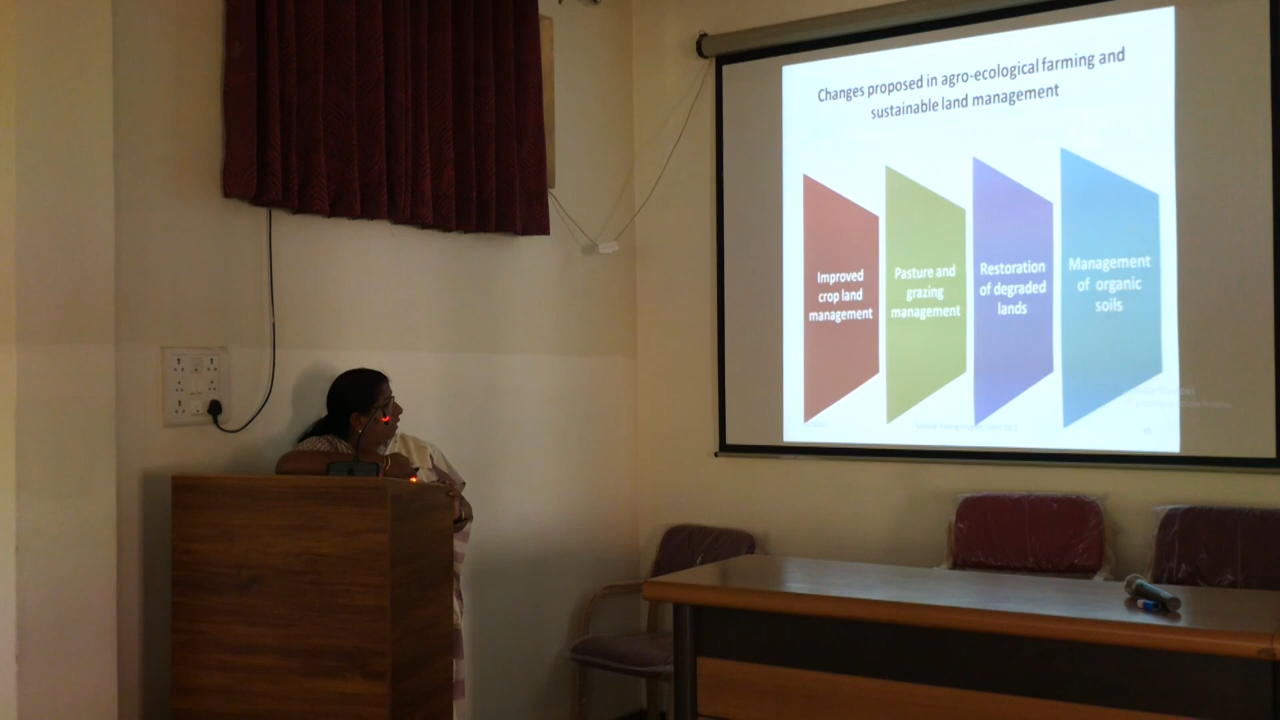 Changes proposed in agro-ecological farming and
sustainable land management
Improved
crop land
management
Pasture and
grazing
management
Restoration
of degraded
lands
Management
of organic
soils